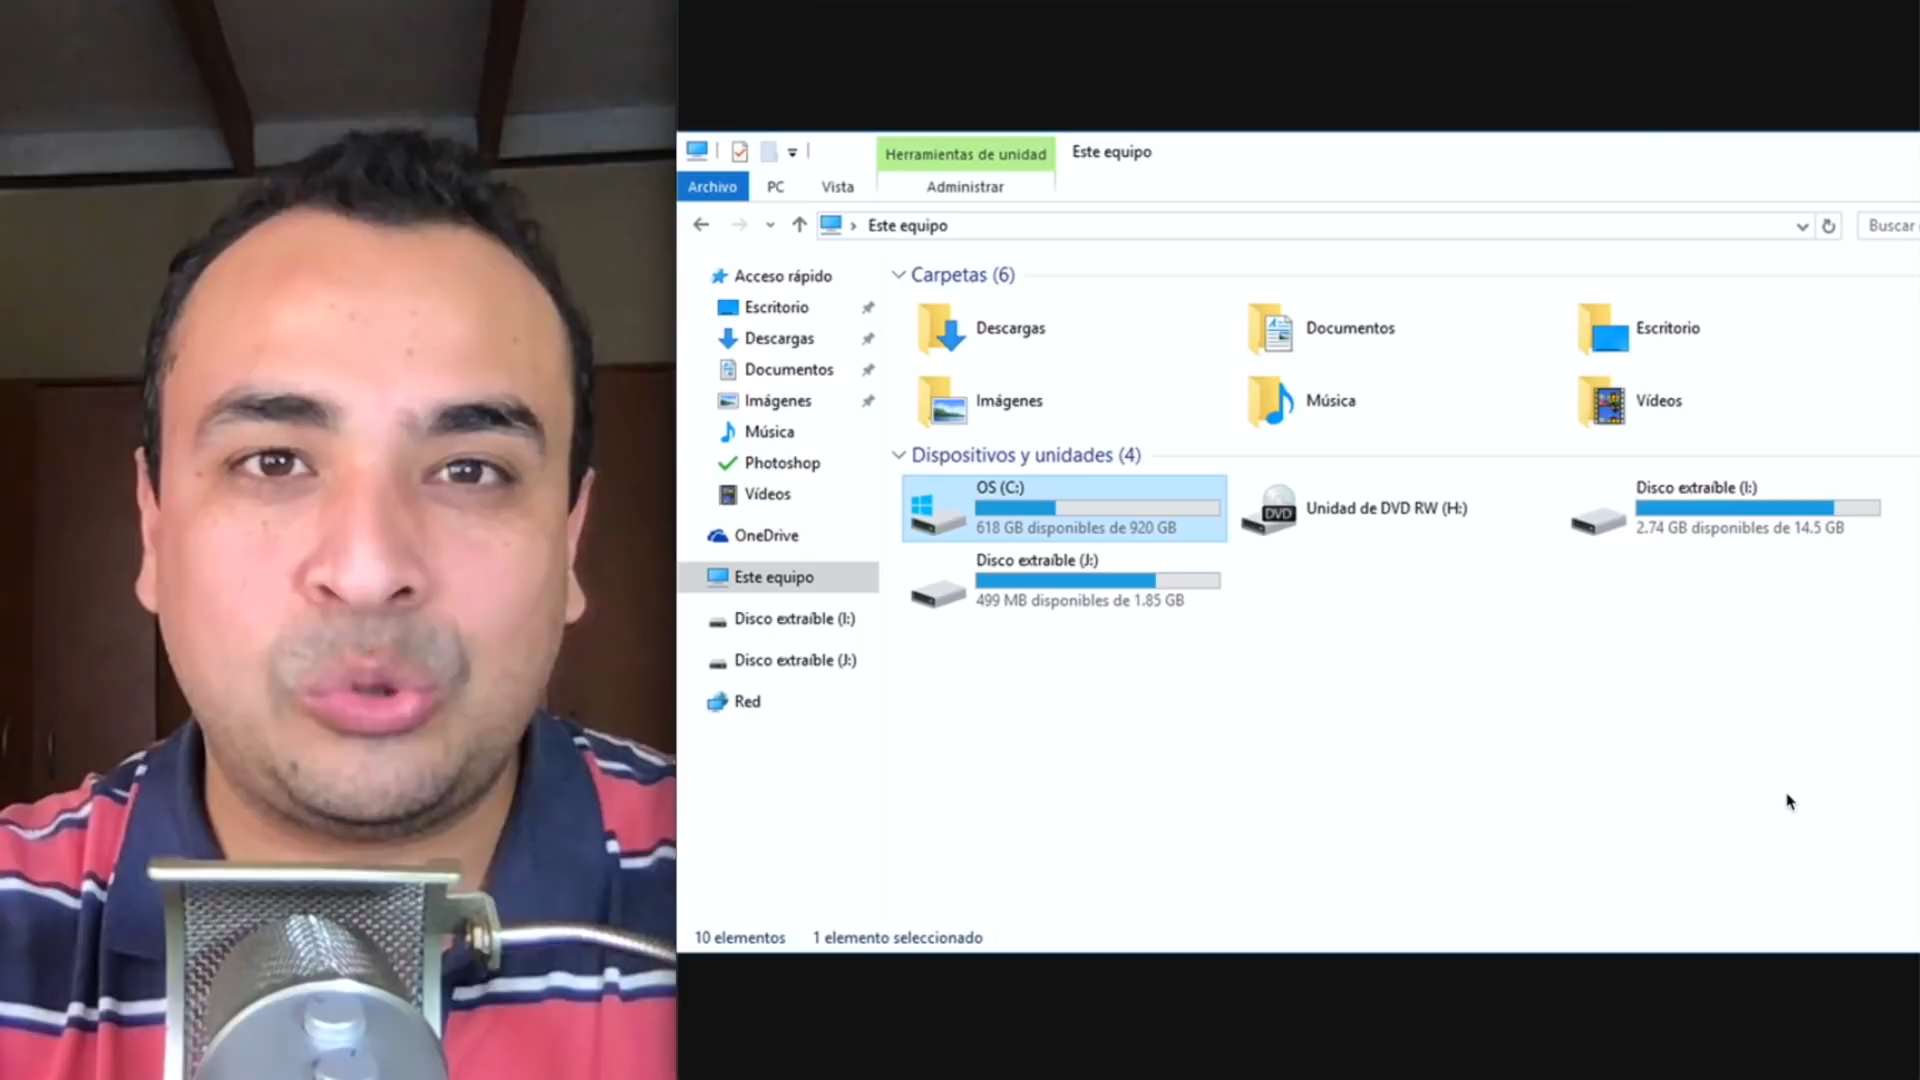 Herramientas de unidad
Este equipo
Archivo
PC
Vista
Administrar
Este equipo
Buscar
Acceso rápido
Escritorio
Descargas
Documentos
Imágenes
Música
Photoshop
Vídeos
OneDrive
Este equipo
Disco extraíble (I:)
Disco extraíble (J:)
Red
Carpetas (6)
Descargas
Documentos
Escritorio
Imágenes
Música
Vídeos
Dispositivos y unidades (4)
OS (C:)
618 GB disponibles de 920 GB
DVD
Unidad de DVD RW (H:)
Disco extraíble (I:)
2.74 GB disponibles de 14.5 GB
Disco extraíble (J:)
499 MB disponibles de 1.85 GB
10 elementos
1 elemento seleccionado